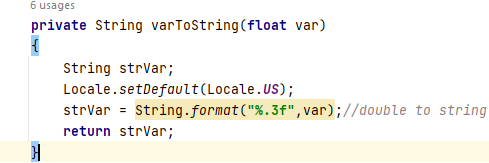 6 usages
private String varToString(float var)
{
String strVar;
Locale.setDefault(Locale.US);
strVar = String.format("%.3f",var);//double to string
return strVar;
}